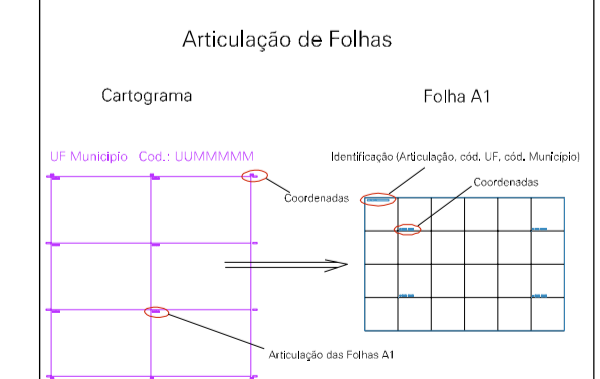 Articulação de Folhas
Cartograma
Folha A1
UF Município Cod.: UUMMMMM
Identificação (Articulação, cód. UF, cód. Município)
Coordenadas
Coordenadas
Articulação das Folhas A1